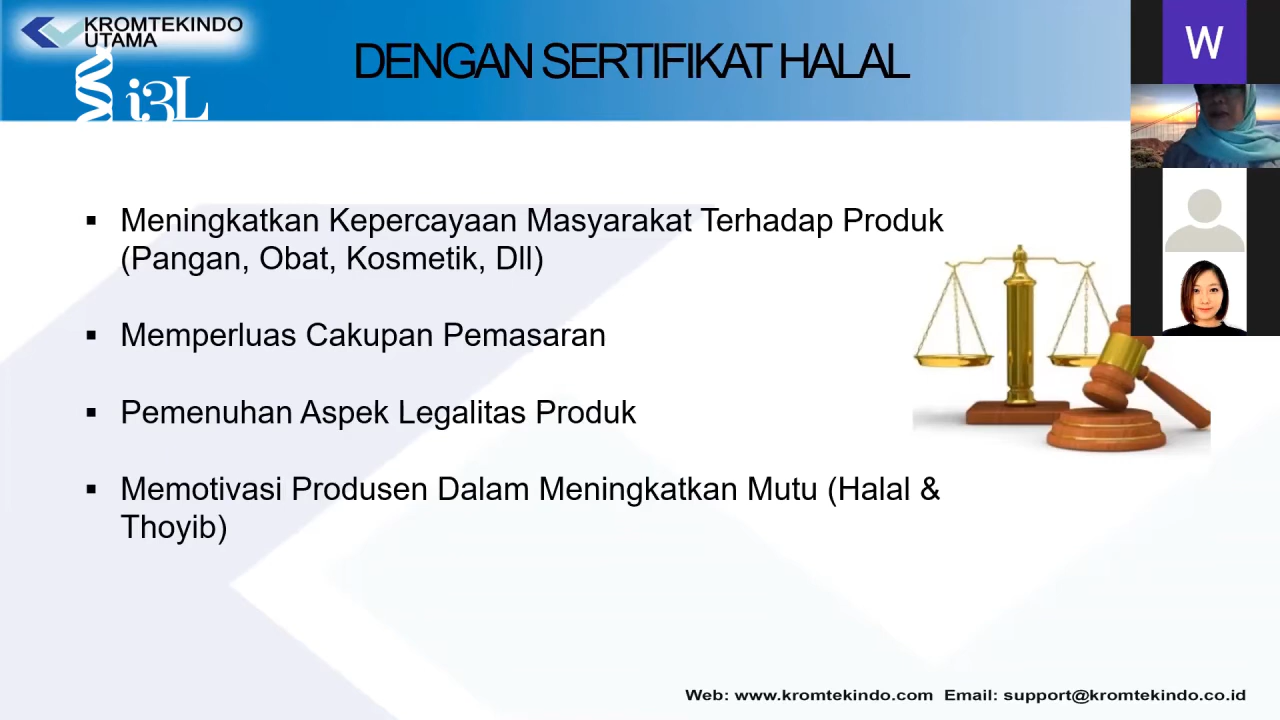 KROMTEKINDO
UTAMA
i3L
DENGAN SERTIFIKAT HALAL
W
▪ Meningkatkan Kepercayaan Masyarakat Terhadap Produk
(Pangan, Obat, Kosmetik, Dll)
▪ Memperluas Cakupan Pemasaran
▪ Pemenuhan Aspek Legalitas Produk
▪ Memotivasi Produsen Dalam Meningkatkan Mutu (Halal &
Thoyib)
Web: www.kromtekindo.com Email: support@kromtekindo.co.id